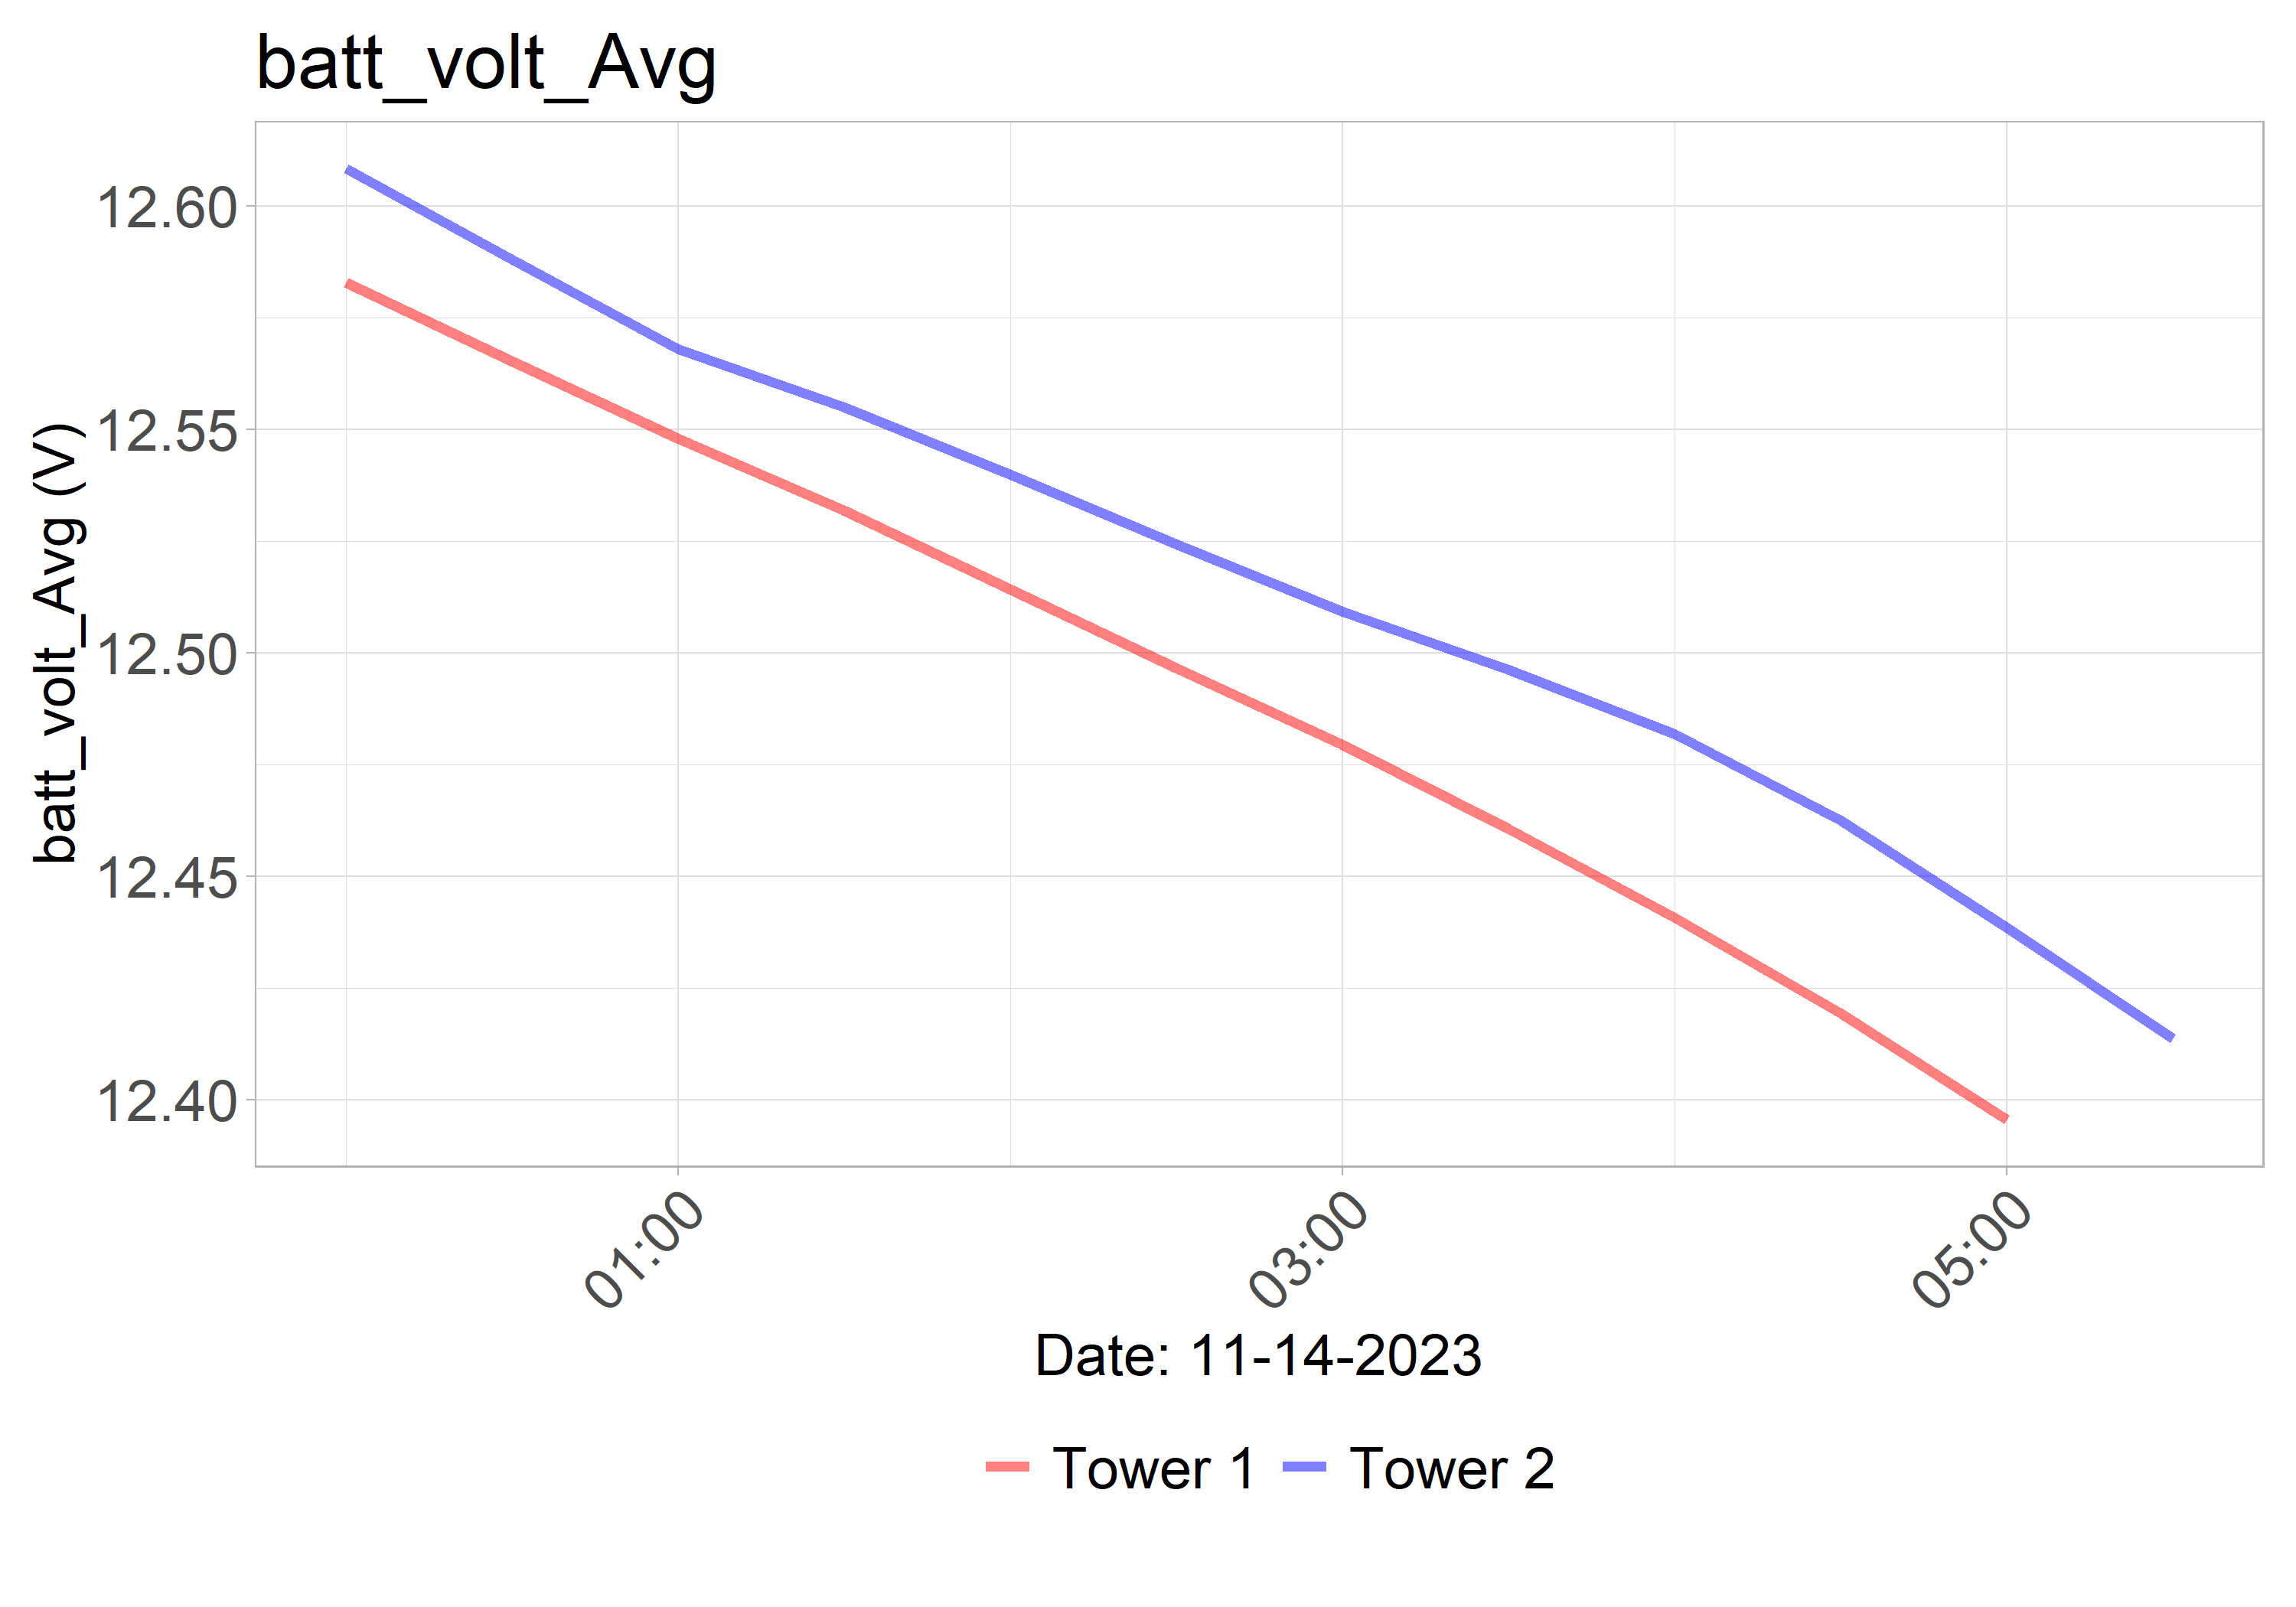 batt_volt_Avg
batt_volt_Avg (V)
12.60
12.55
12.50
12.45
12.40
01:00
03:00
05:00
Date: 11-14-2023
Tower 1
Tower 2